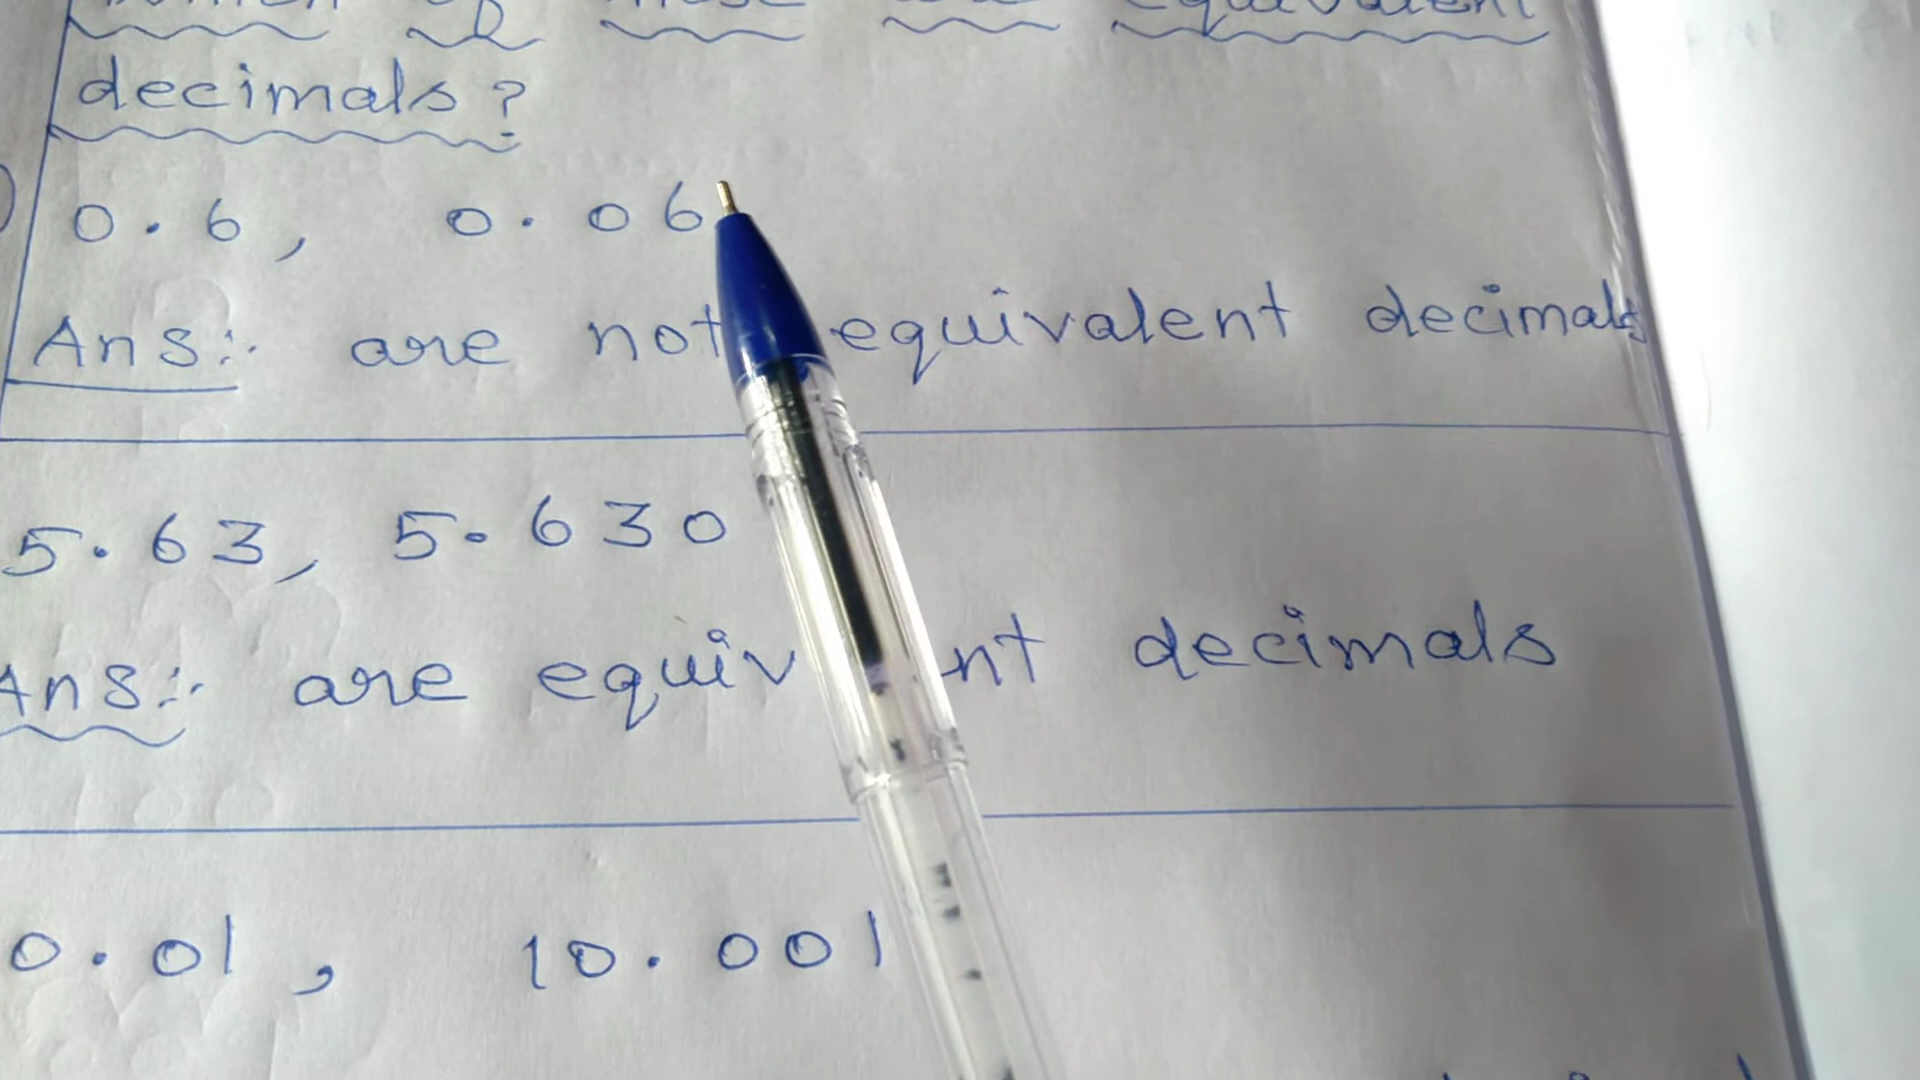 equivalent
decimals?
0.6, 0.06
Ans:- are not equivalent decimals
5.63, 5.630
Ans:- are equiv nt decimals
0.01, 10.001